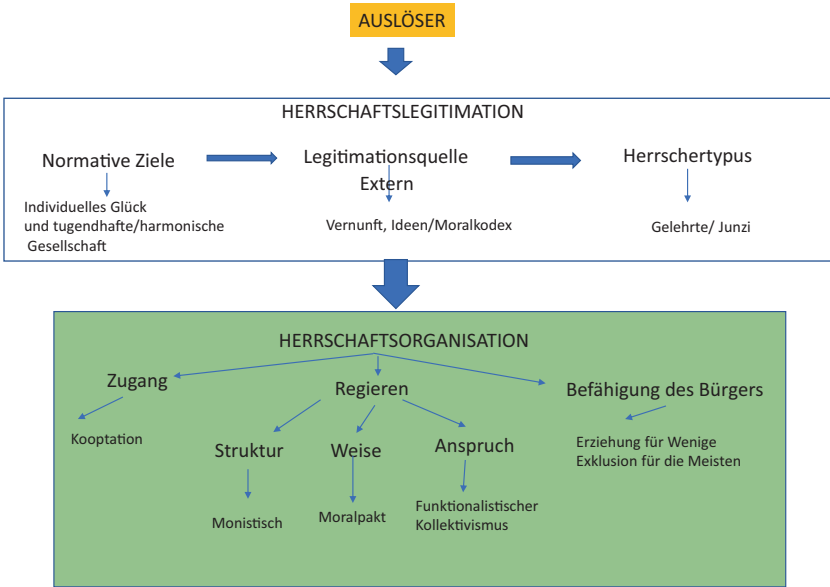 AUSLÖSER
HERRSCHAFTSLEGITIMATION
Normative Ziele
Legitimationsquelle
Extern
Herrschertypus
Individuelles Glück
und tugendhafte/harmonische
Gesellschaft
Vernunft, Ideen/Moralkodex
Gelehrte/ Junzi
HERRSCHAFTSORGANISATION
Zugang
Regieren
Befähigung des Bürgers
Kooptation
Struktur
Weise
Anspruch
Erziehung für Wenige
Exklusion für die Meisten
Monistisch
Moralpakt
Funktionalistischer
Kollektivismus